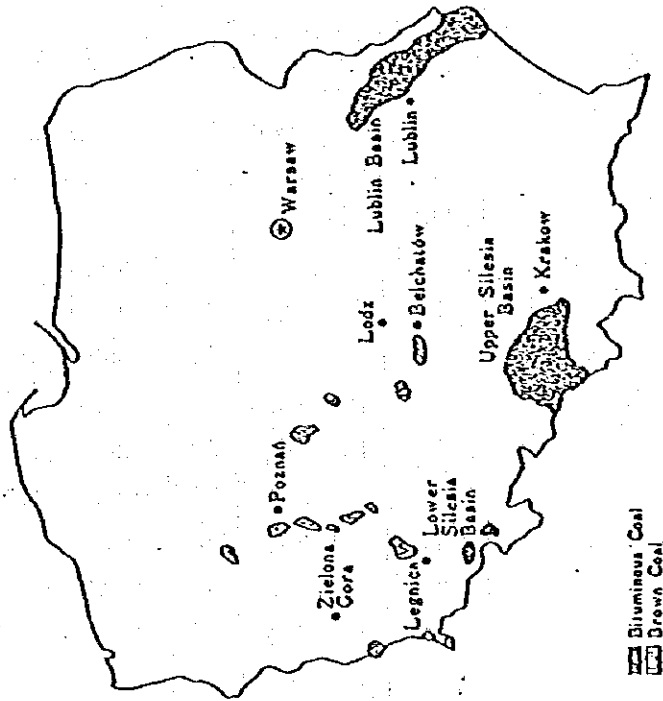 Warsaw
Poznań
Zielona
Gora
Lodz
Lublin Basin
Lublin
Belchatów
Legnica
Lower
Silesia
Basin
Upper Silesia
Basin
Krakow
Bituminous Coal
Brown Coal